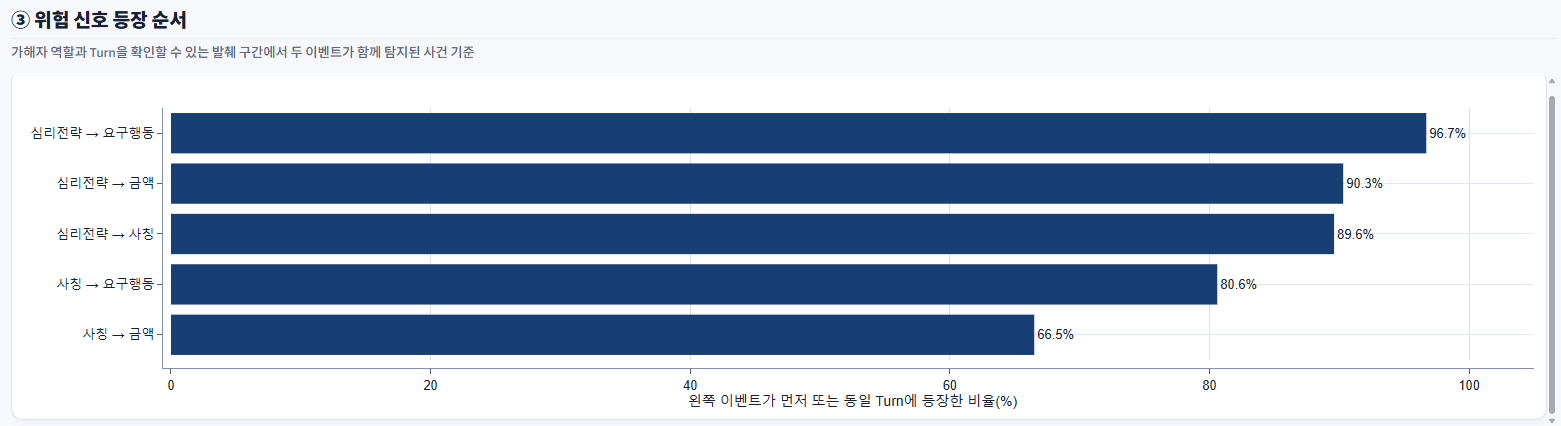 ③ 위험 신호 등장 순서
가해자 역할과 Turn을 확인할 수 있는 발췌 구간에서 두 이벤트가 함께 탐지된 사건 기준
심리전략 → 요구행동
96.7%
심리전략 → 금액
90.3%
심리전략 → 사칭
89.6%
사칭 → 요구행동
80.6%
사칭 → 금액
66.5%
0 20 40 60 80 100
왼쪽 이벤트가 먼저 또는 동일 Turn에 등장한 비율(%)